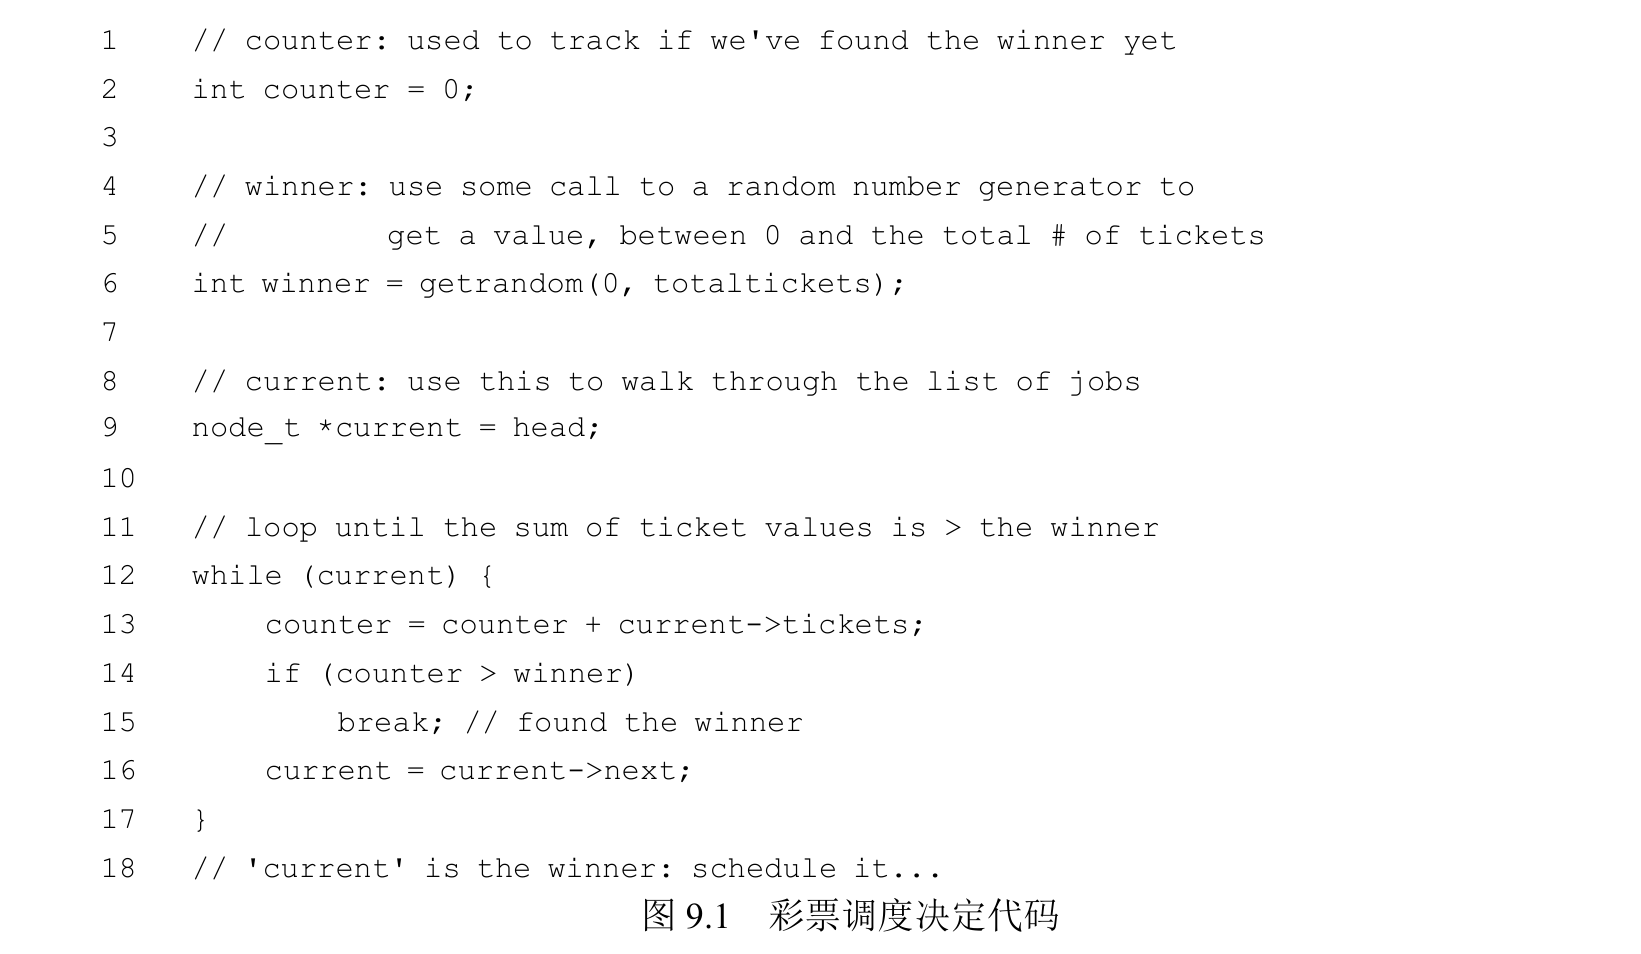 1 // counter: used to track if we've found the winner yet
2 int counter = 0;
3
4 // winner: use some call to a random number generator to
5 //         get a value, between 0 and the total # of tickets
6 int winner = getrandom(0, totaltickets);
7
8 // current: use this to walk through the list of jobs
9 node_t *current = head;
10
11 // loop until the sum of ticket values is > the winner
12 while (current) {
13     counter = counter + current->tickets;
14     if (counter > winner)
15         break; // found the winner
16     current = current->next;
17 }
18 // 'current' is the winner: schedule it...
图 9.1 彩票调度决定代码